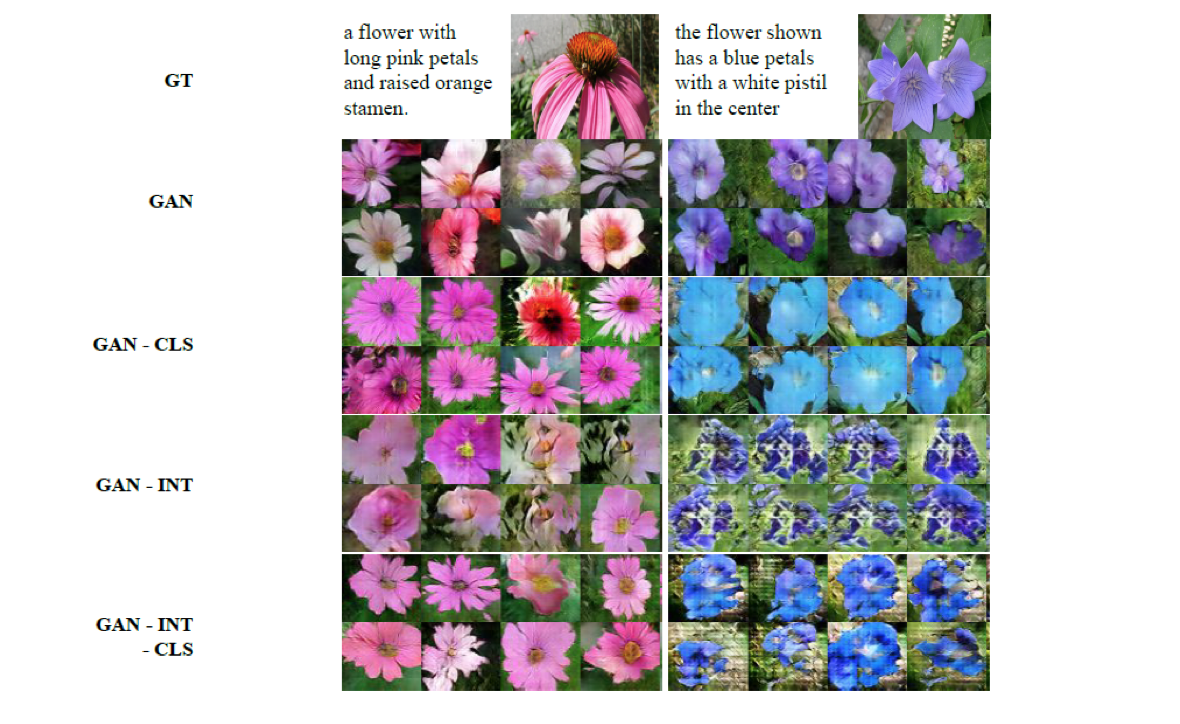 GT
a flower with
long pink petals
and raised orange
stamen.
the flower shown
has a blue petals
with a white pistil
in the center
GAN
GAN - CLS
GAN - INT
GAN - INT
- CLS